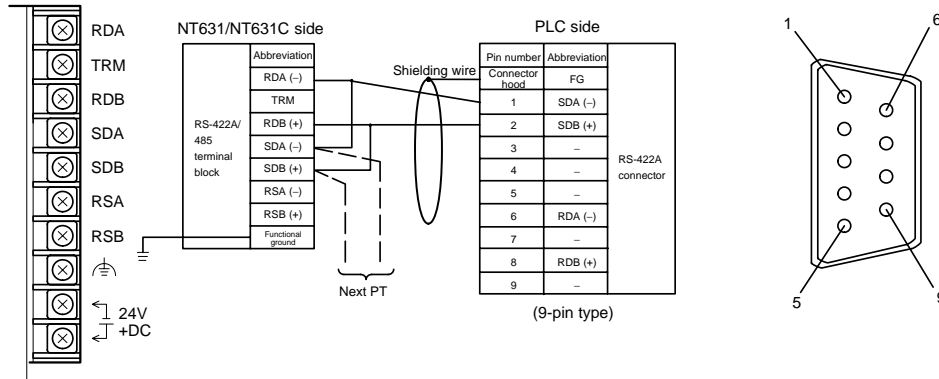 RDA
TRM
RDB
SDA
SDB
RSA
RSB
24V
+DC
NT631/NT631C side
RS-422A/
485
terminal
block
Abbreviation
RDA (–)
TRM
RDB (+)
SDA (–)
SDB (+)
RSA (–)
RSB (+)
Functional
ground
Shielding wire
Next PT
PLC side
Pin number Abbreviation
Connector
hood FG
1 SDA (–)
2 SDB (+)
3 –
4 –
5 –
6 RDA (–)
7 –
8 RDB (+)
9 –
RS-422A
connector
(9-pin type)
1 6
5 9